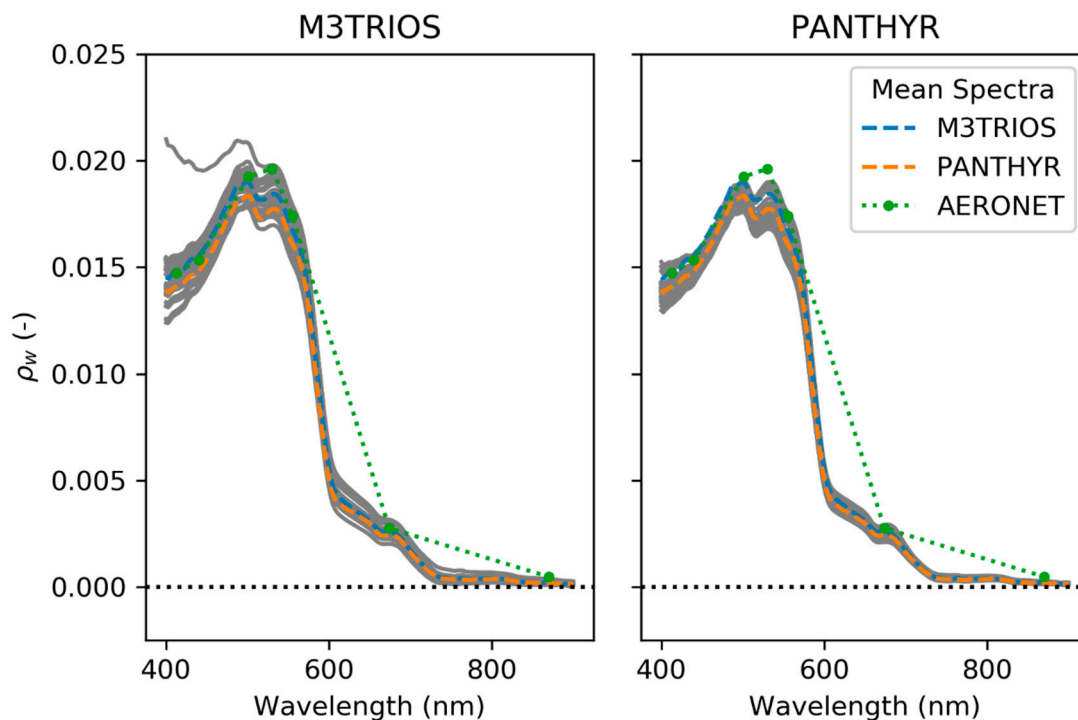 M3TRIOS
PANTHYR
0.025
0.020
0.015
0.010
0.005
0.000
ρw (-)
400
600
800
Wavelength (nm)
400
600
800
Wavelength (nm)
Mean Spectra
M3TRIOS
PANTHYR
AERONET